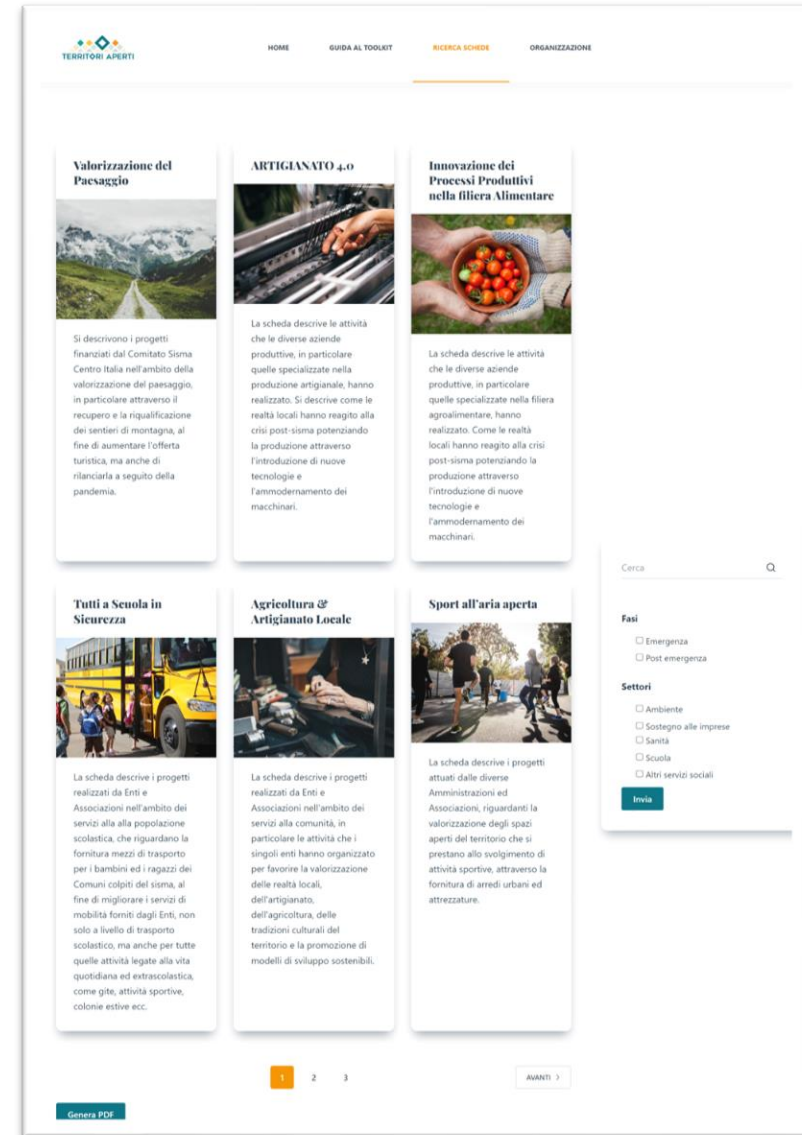 TERRITORI APERTI
HOME
GUIDA AL TOOLKIT
RICERCA SCHEDE
ORGANIZZAZIONE
Valorizzazione del
Paesaggio
Si descrivono i progetti
finanziati dal Comitato Sisma
Centro Italia nell'ambito della
valorizzazione del paesaggio,
in particolare attraverso il
recupero e la riqualificazione
dei sentieri di montagna, al
fine di aumentare l'offerta
turistica, ma anche di
rilanciarla a seguito della
pandemia.
ARTIGIANATO 4.0
La scheda descrive le attività
che le diverse aziende
produttive, in particolare
quelle specializzate nella
produzione artigianale, hanno
realizzato. Si descrive come le
realtà locali hanno reagito alla
crisi post-sisma potenziando
la produzione attraverso
l'introduzione di nuove
tecnologie e
l'ammodernamento dei
macchinari.
Innovazione dei
Processi Produttivi
nella filiera Alimentare
La scheda descrive le attività
che le diverse aziende
produttive, in particolare
quelle specializzate nella filiera
agroalimentare, hanno
realizzato. Come le realtà
locali hanno reagito alla crisi
post-sisma potenziando la
produzione attraverso
l'introduzione di nuove
tecnologie e
l'ammodernamento dei
macchinari.
Tutti a Scuola in
Sicurezza
La scheda descrive i progetti
realizzati da Enti e
Associazioni nell'ambito dei
servizi alla alla popolazione
scolastica, che riguardano la
fornitura mezzi di trasporto
per i bambini ed i ragazzi dei
Comuni colpiti del sisma, al
fine di migliorare i servizi di
mobilità forniti dagli Enti, non
solo a livello di trasporto
scolastico, ma anche per tutte
quelle attività legate alla vita
quotidiana ed extrascolastica,
come gite, attività sportive,
colonie estive ecc.
Agricoltura &
Artigianato Locale
La scheda descrive i progetti
realizzati da Enti e
Associazioni nell'ambito dei
servizi alla comunità, in
particolare le attività che i
singoli enti hanno organizzato
per favorire la valorizzazione
delle realtà locali,
dell'artigianato,
dell'agricoltura, delle
tradizioni culturali del
territorio e la promozione di
modelli di sviluppo sostenibili.
Sport all'aria aperta
La scheda descrive i progetti
attuati dalle diverse
Amministrazioni ed
Associazioni, riguardanti la
valorizzazione degli spazi
aperti del territorio che si
prestano allo svolgimento di
attività sportive, attraverso la
fornitura di arredi urbani ed
attrezzature.
Cerca
Fasi
Emergenza
Post emergenza
Settori
Ambiente
Sostegno alle imprese
Sanità
Scuola
Altri servizi sociali
Invia
1 2 3
AVANTI >
Genera PDF